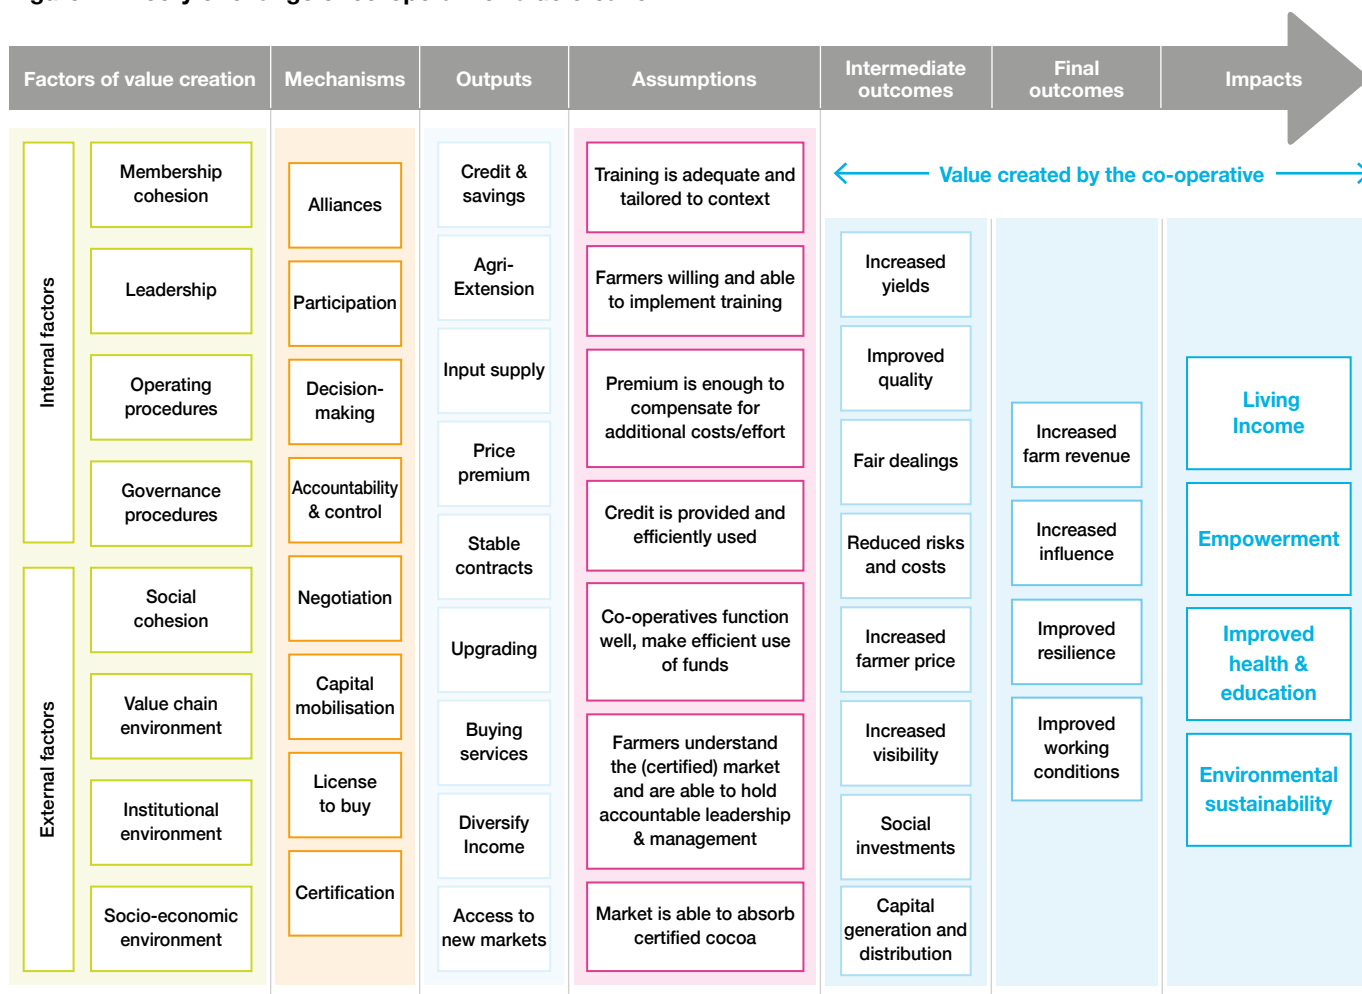 Factors of value creation
Mechanisms
Outputs
Assumptions
Intermediate
outcomes
Final
outcomes
Impacts
Internal factors
Membership
cohesion
Leadership
Operating
procedures
Governance
procedures
External factors
Social
cohesion
Value chain
environment
Institutional
environment
Socio-economic
environment
Alliances
Participation
Decision-
making
Accountability
& control
Negotiation
Capital
mobilisation
License
to buy
Certification
Credit &
savings
Agri-
Extension
Input supply
Price
premium
Stable
contracts
Upgrading
Buying
services
Diversify
Income
Access to
new markets
Training is adequate and
tailored to context
Farmers willing and able
to implement training
Premium is enough to
compensate for
additional costs/effort
Credit is provided and
efficiently used
Co-operatives function
well, make efficient use
of funds
Farmers understand
the (certified) market
and are able to hold
accountable leadership
& management
Market is able to absorb
certified cocoa
Value created by the co-operative
Increased
yields
Improved
quality
Fair dealings
Reduced risks
and costs
Increased
farmer price
Increased
visibility
Social
investments
Capital
generation and
distribution
Increased
farm revenue
Increased
influence
Improved
resilience
Improved
working
conditions
Living
Income
Empowerment
Improved
health &
education
Environmental
sustainability